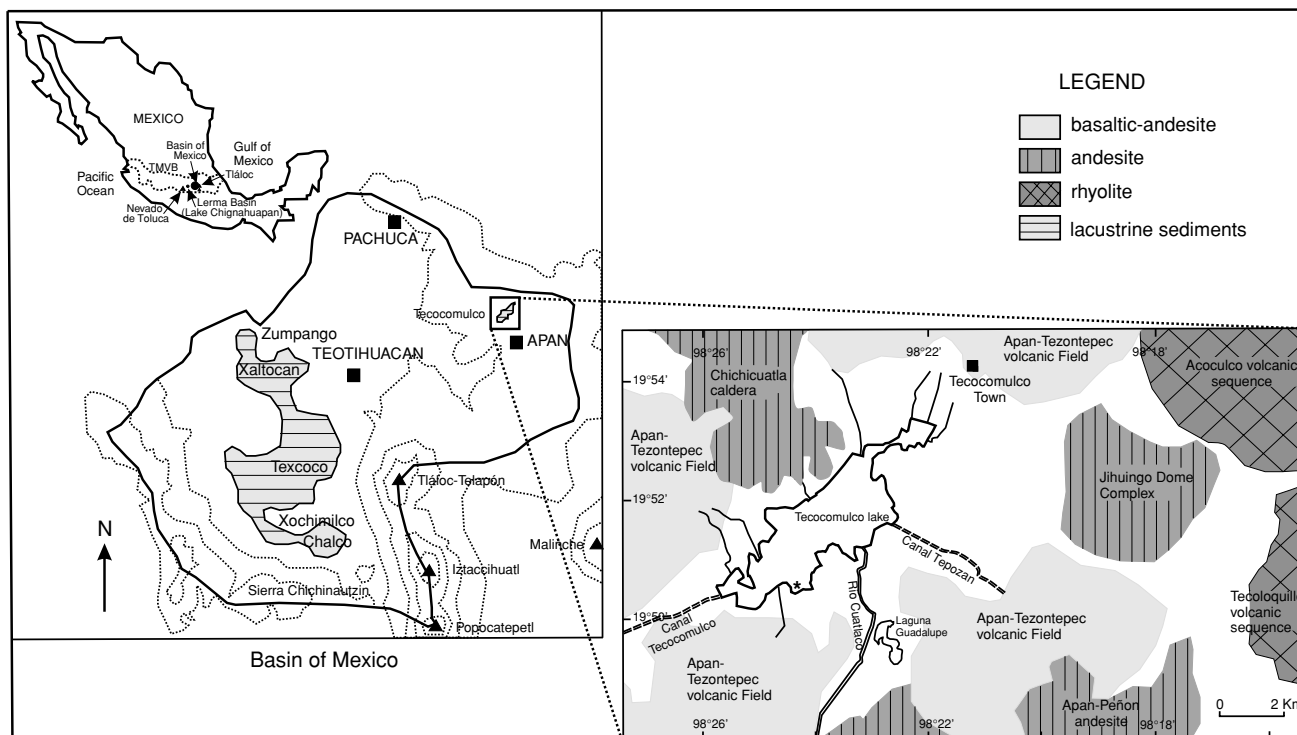 MEXICO
Basin of
Mexico
Gulf of
Mexico
TMVB
Tláloc
Pacific
Ocean
Nevado
de Toluca
Lerma Basin
(Lake Chignahuapan)
PACHUCA
Tecocomulco
APAN
Zumpango
TEOTIHUACAN
Xaltocan
Texcoco
Tláloc-Telapón
Xochimilco
Chalco
N
Malinche
Iztaccihuatl
Sierra Chichinautzin
Popocatepetl
Basin of Mexico
LEGEND
basaltic-andesite
andesite
rhyolite
lacustrine sediments
98°26'
98°22'
98°18'
Apan-Tezontepec
volcanic Field
Acoculco volcanic
sequence
19°54'
Chichicuatla
caldera
Tecocomulco
Town
Apan-
Tezontepec
volcanic Field
Jihuingo Dome
Complex
19°52'
Tecocomulco lake
Canal Tepozan
*
Río Cuatlaco
Tecoloquillo
volcanic
sequence
19°50'
Canal
Tecocomulco
Laguna
Guadalupe
Apan-Tezontepec
volcanic Field
Apan-
Tezontepec
volcanic Field
Apan-Peñon
andesite
0 2 Km
98°26'
98°22'
98°18'